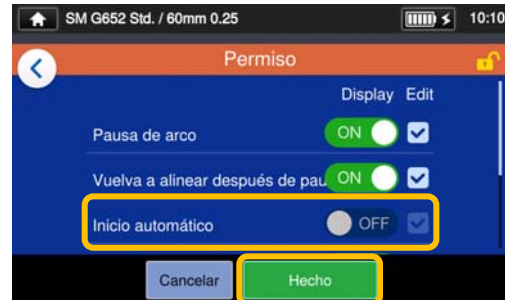 SM G652 Std. / 60mm 0.25 10:10
Permiso
Display Edit
Pausa de arco ON
Vuelva a alinear después de pau ON
Inicio automático OFF
Cancelar Hecho